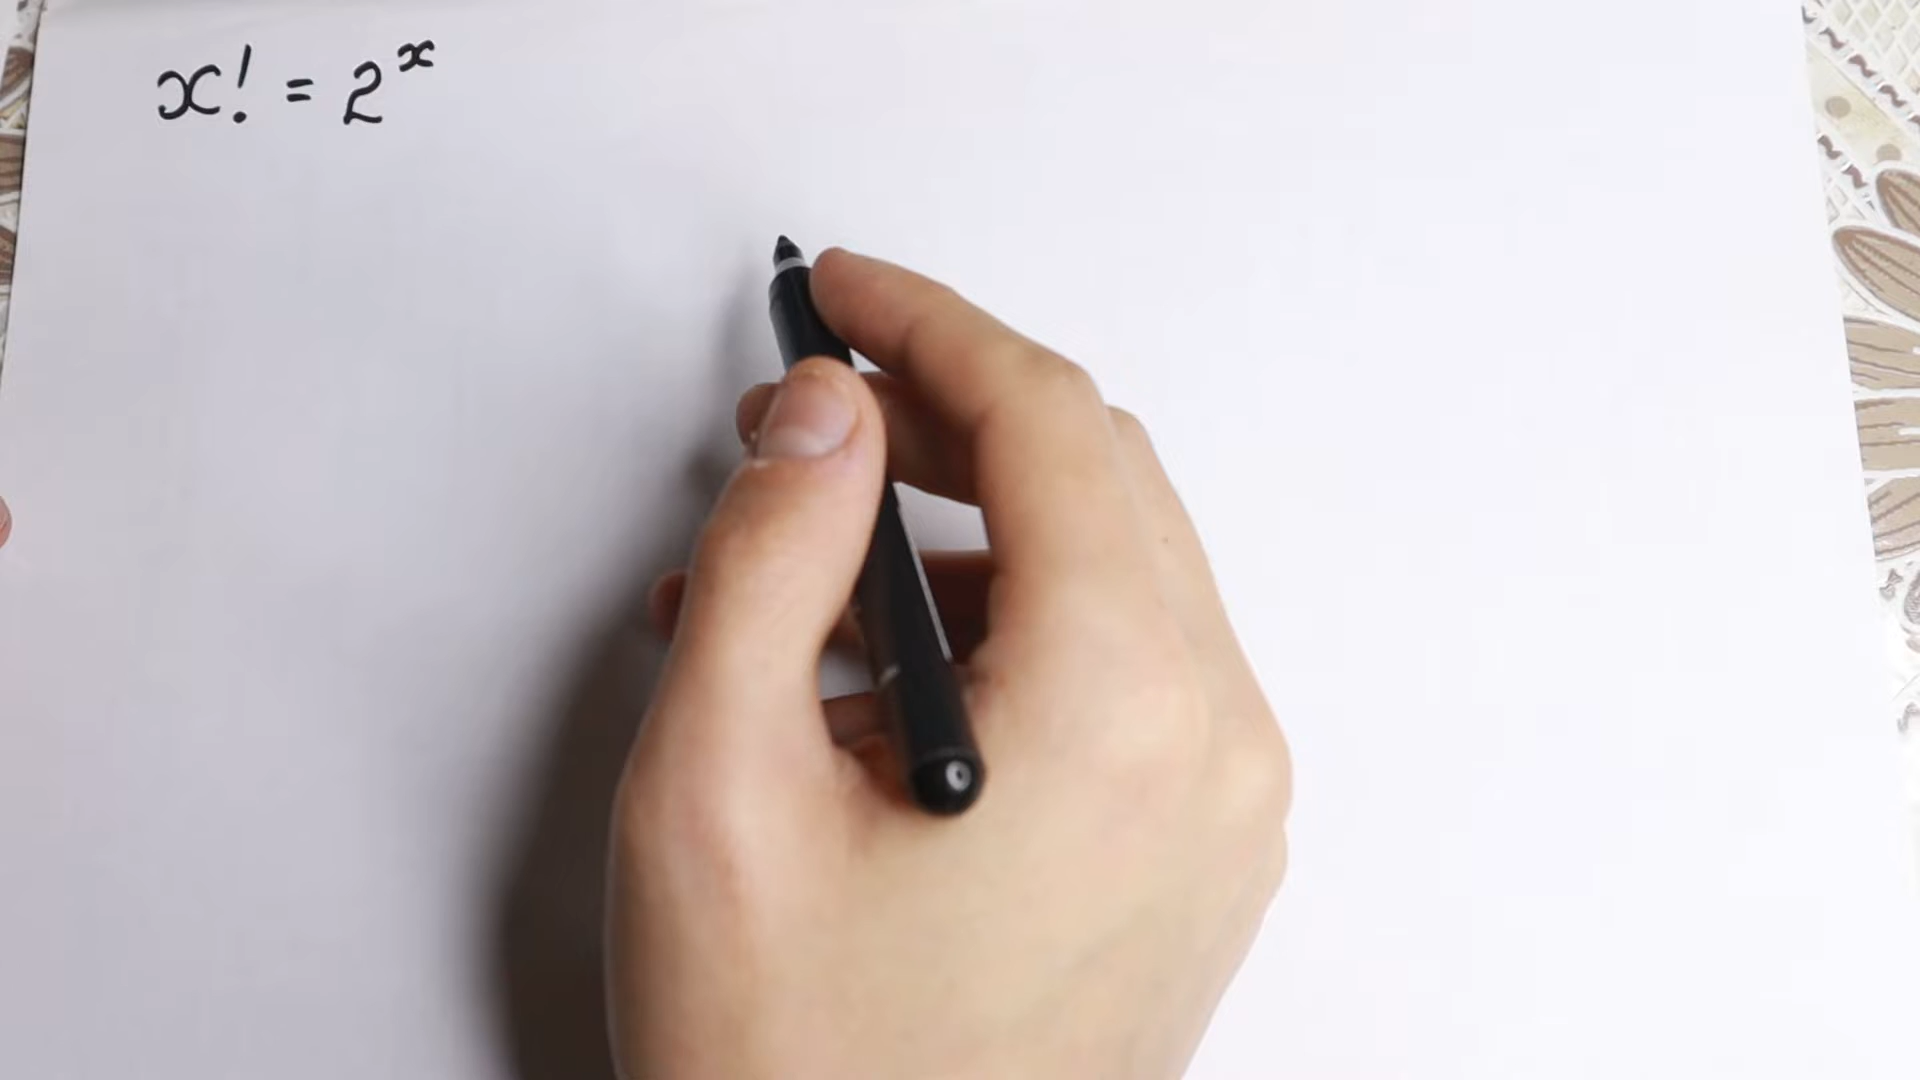 x! = 2^x